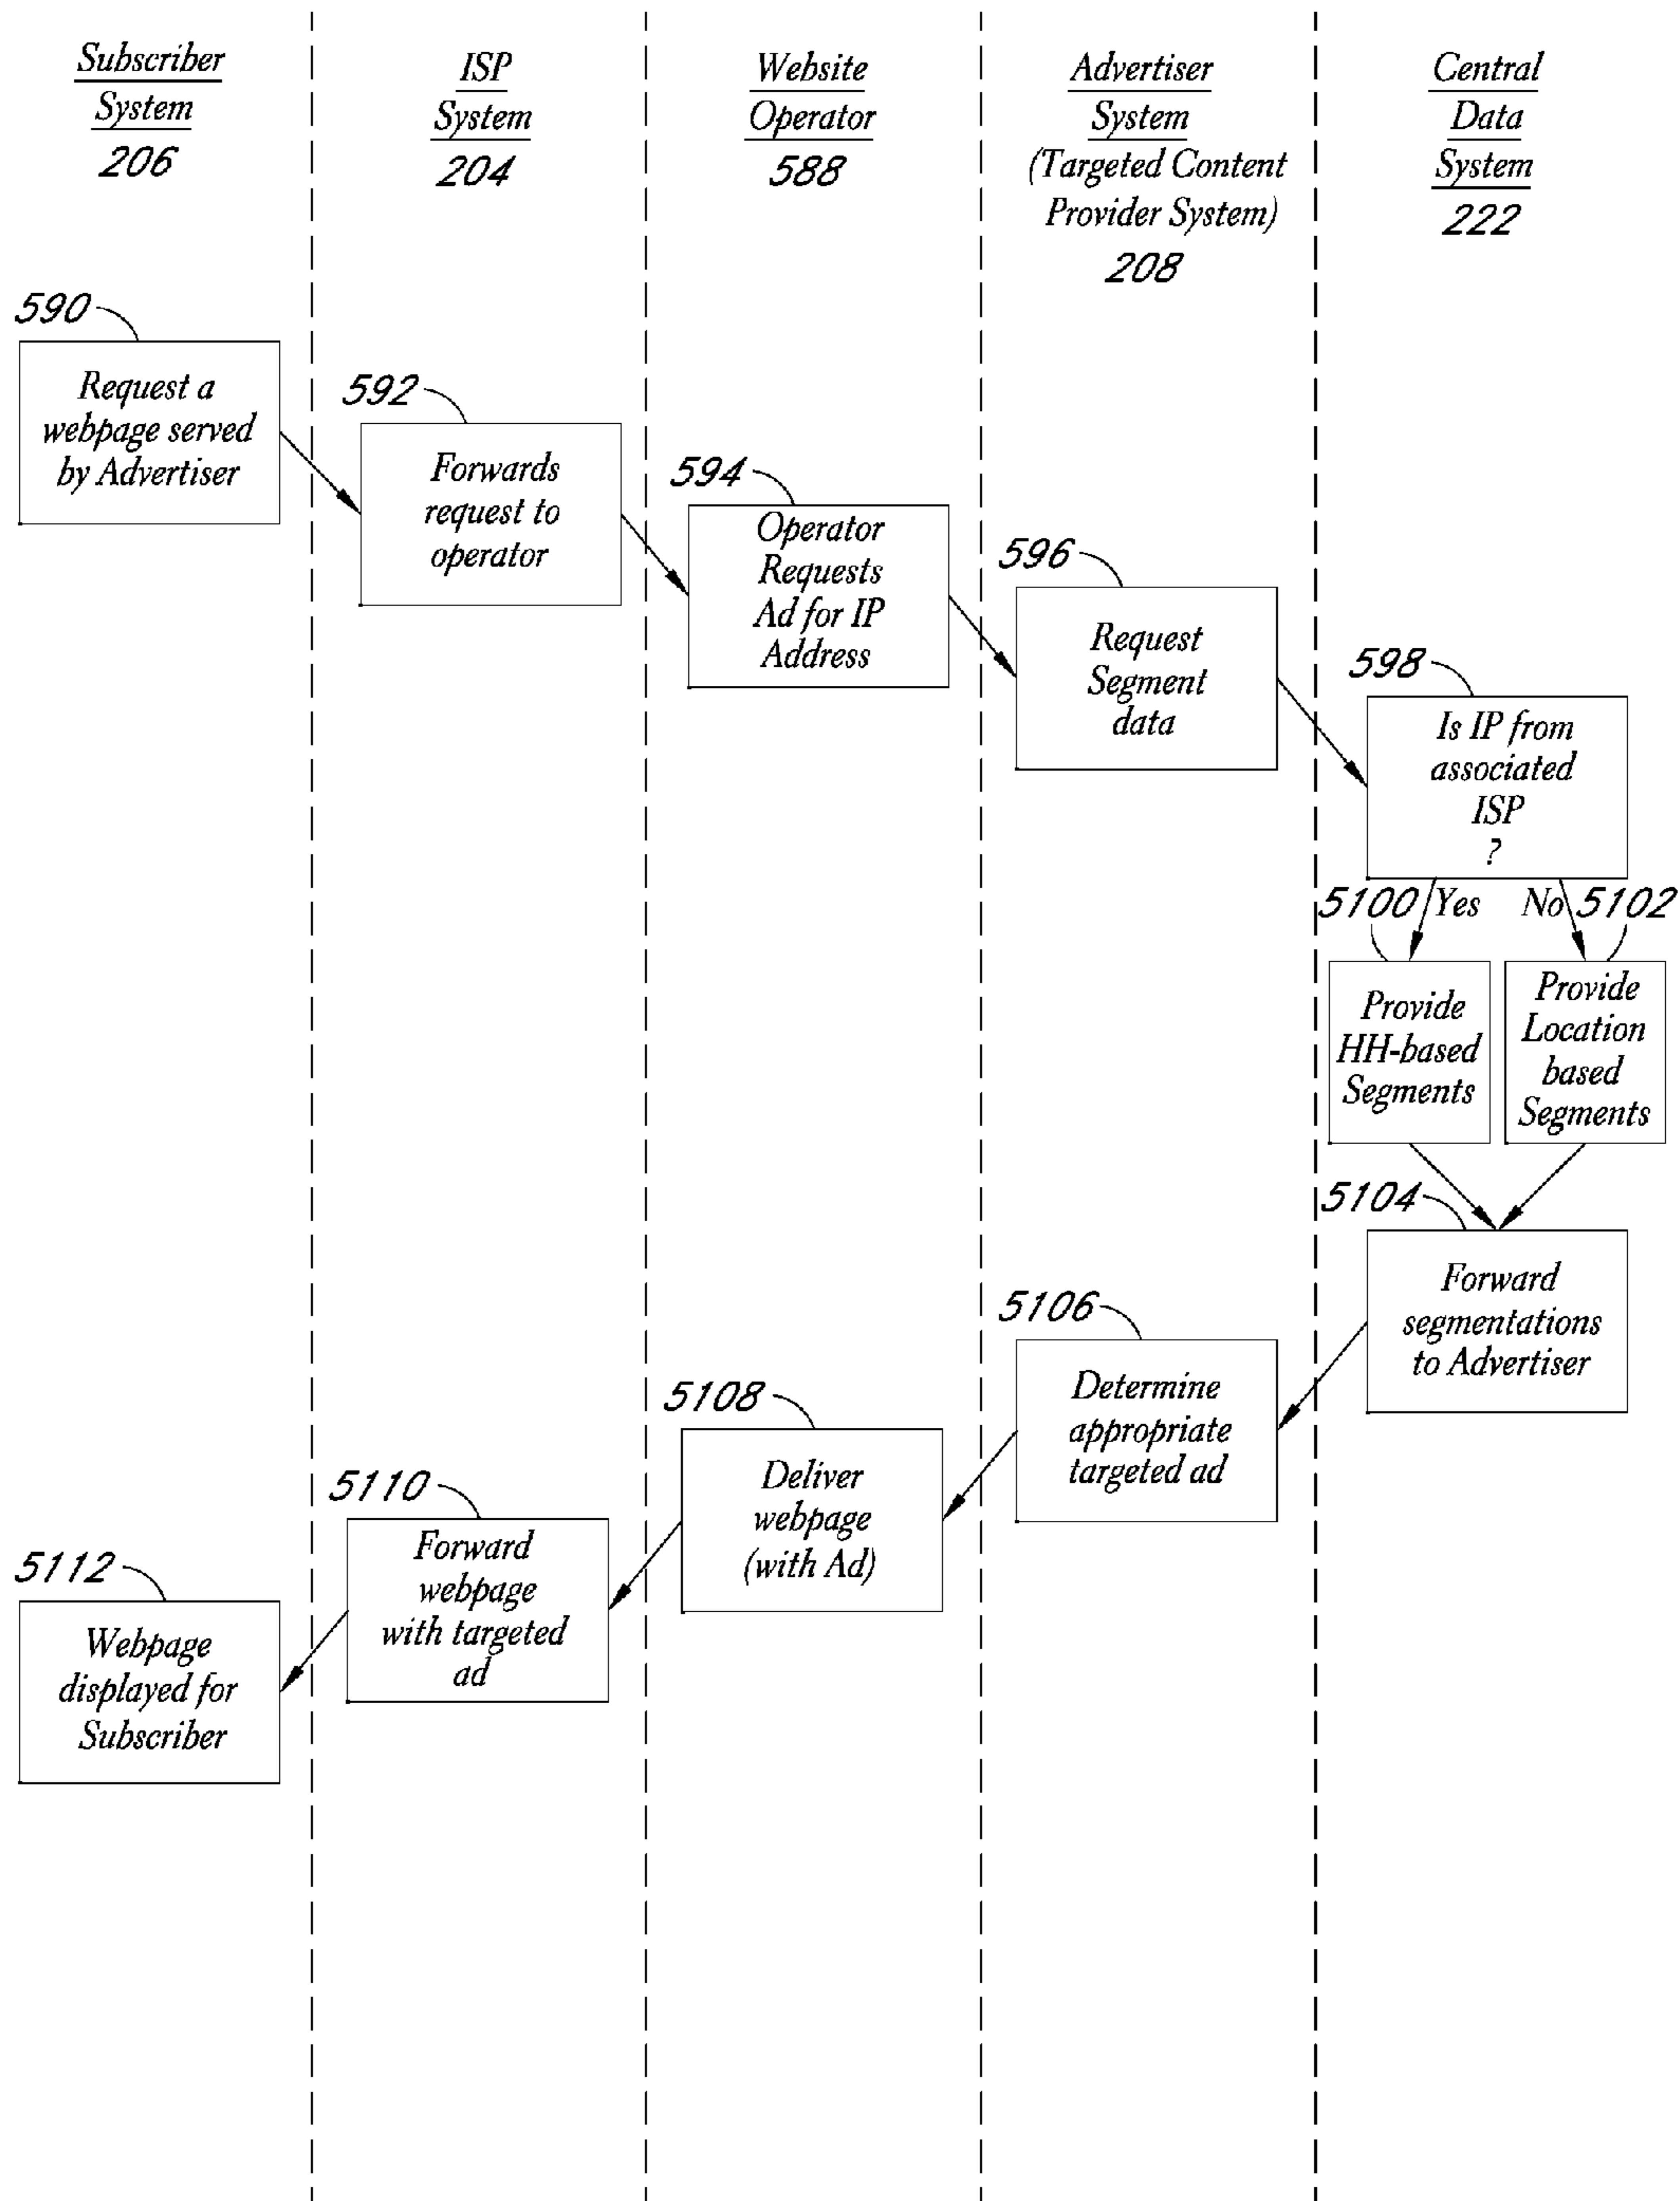 Subscriber
System
206
ISP
System
204
Website
Operator
588
Advertiser
System
(Targeted Content
Provider System)
208
Central
Data
System
222
590
Request a
webpage served
by Advertiser
592
Forwards
request to
operator
594
Operator
Requests
Ad for IP
Address
596
Request
Segment
data
598
Is IP from
associated
ISP
?
5100
Yes
No
5102
Provide
HH-based
Segments
Provide
Location
based
Segments
5104
Forward
segmentations
to Advertiser
5106
Determine
appropriate
targeted ad
5108
Deliver
webpage
(with Ad)
5110
Forward
webpage
with targeted
ad
5112
Webpage
displayed for
Subscriber